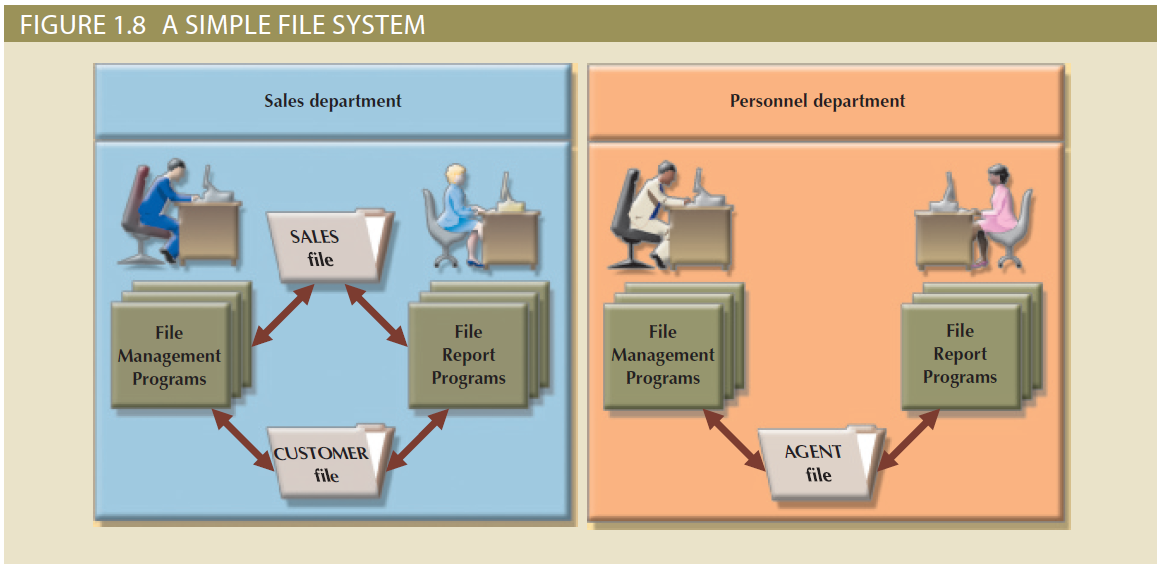 FIGURE 1.8 A SIMPLE FILE SYSTEM
Sales department
SALES
file
File
Management
Programs
File
Report
Programs
CUSTOMER
file
Personnel department
File
Management
Programs
File
Report
Programs
AGENT
file